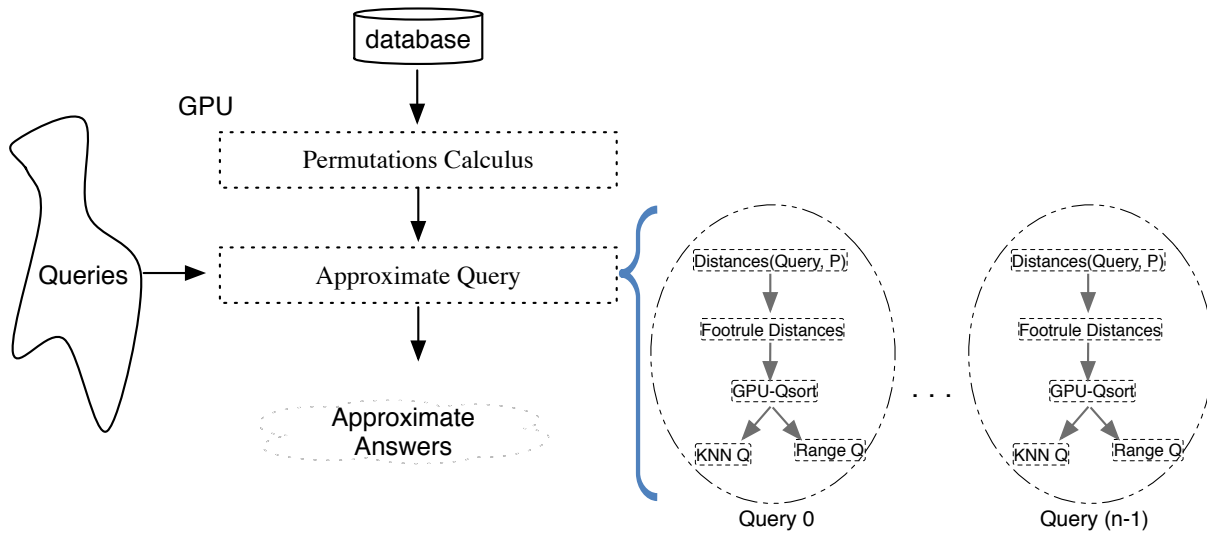 database
GPU
Permutations Calculus
Queries
Approximate Query
Approximate
Answers
Distances(Query, P)
Footrule Distances
GPU-Qsort
KNN Q
Range Q
Query 0
. . .
Distances(Query, P)
Footrule Distances
GPU-Qsort
KNN Q
Range Q
Query (n-1)